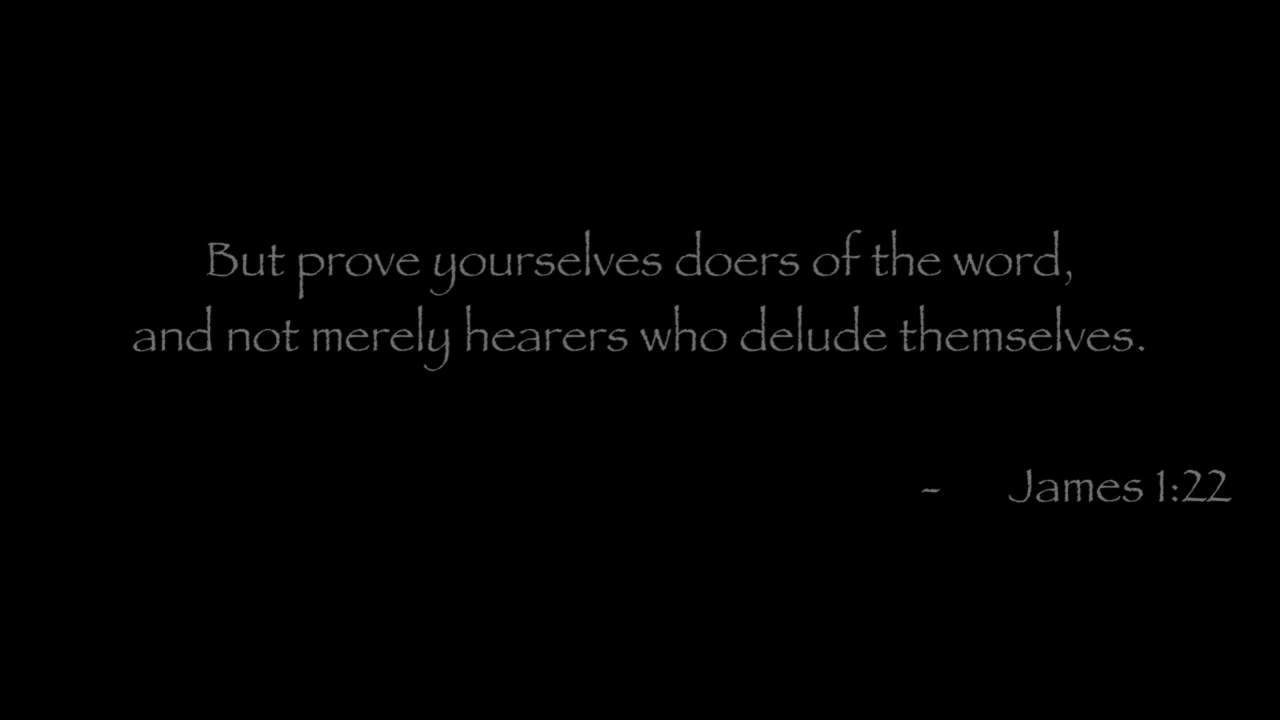 But prove yourselves doers of the word,
and not merely hearers who delude themselves.
- James 1:22